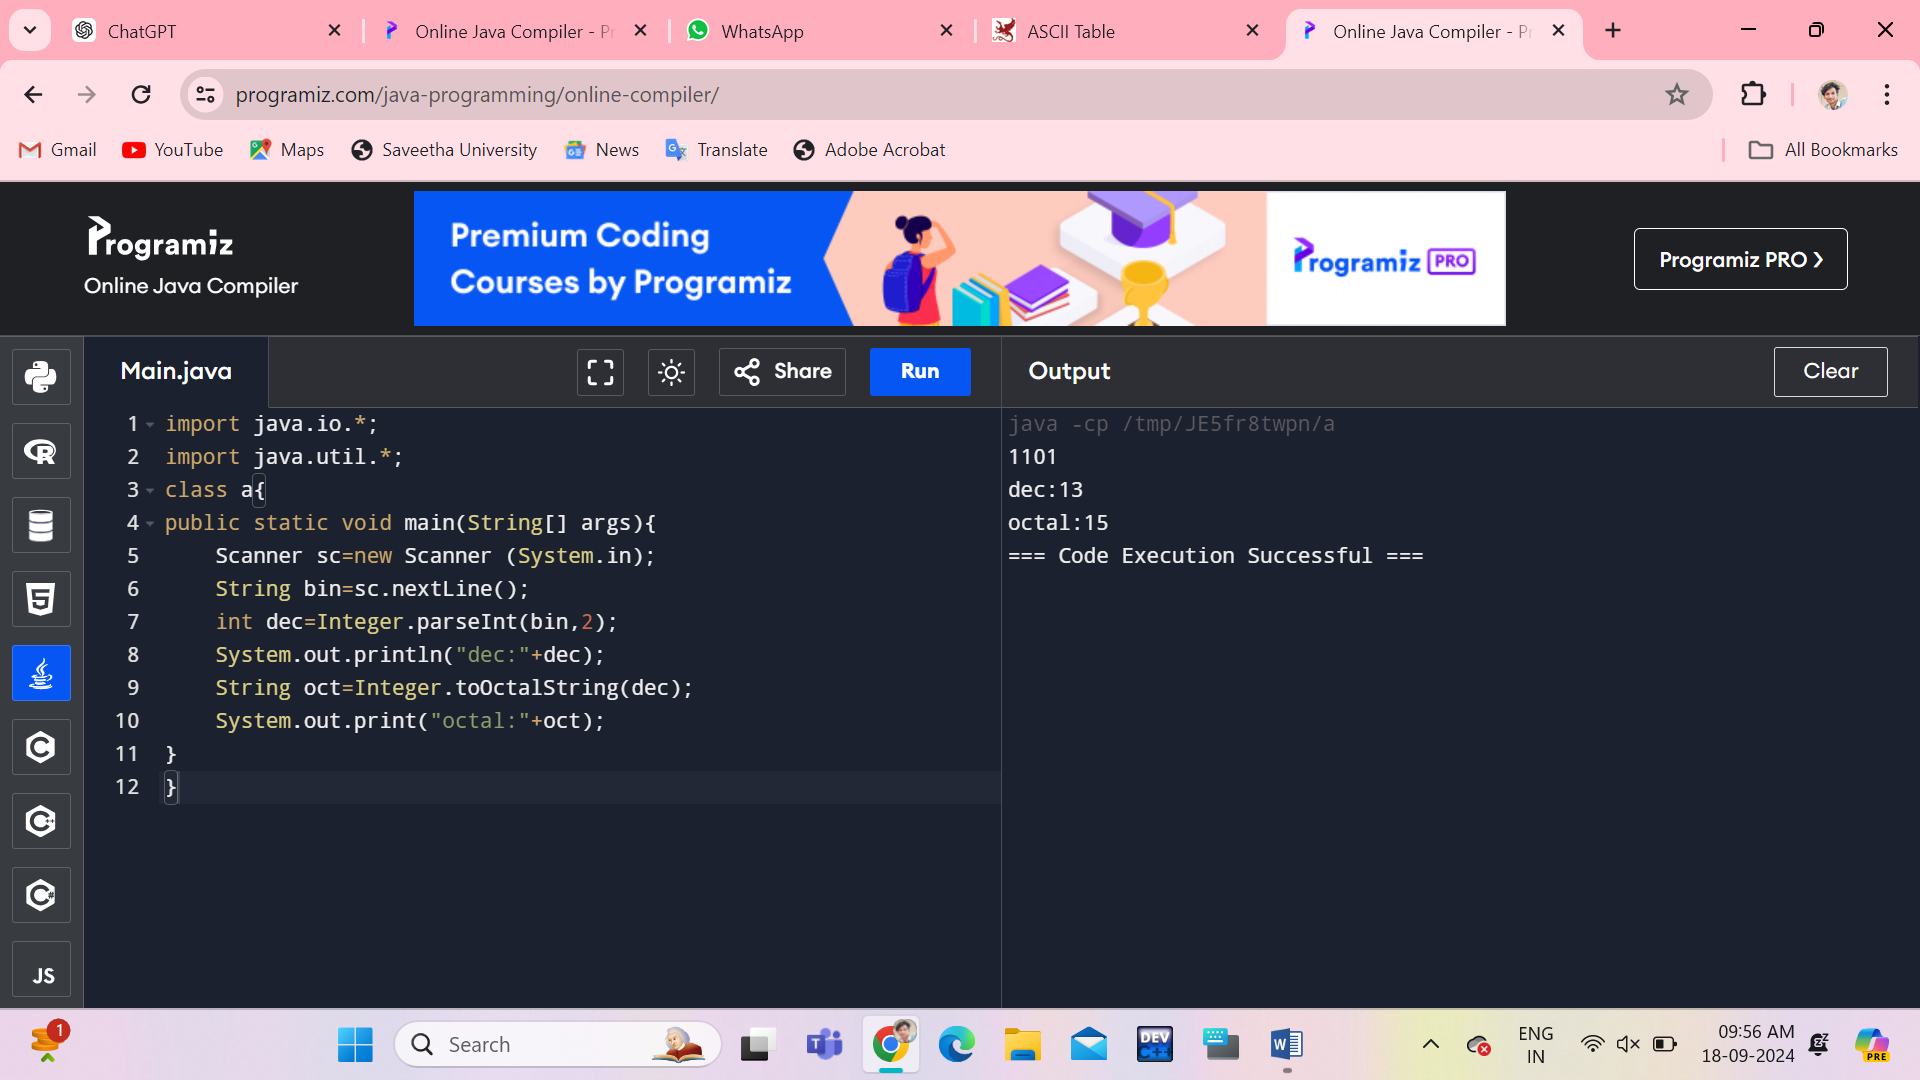 ChatGPT
Online Java Compiler - Pr
WhatsApp
ASCII Table
Online Java Compiler - Pr
programiz.com/java-programming/online-compiler/
Gmail
YouTube
Maps
Saveetha University
News
Translate
Adobe Acrobat
All Bookmarks
Programiz
Online Java Compiler
Premium Coding
Courses by Programiz
Programiz PRO
Programiz PRO ❯
Main.java
Share
Run
Output
Clear
1 import java.io.*;
2 import java.util.*;
3 class a{
4 public static void main(String[] args){
5     Scanner sc=new Scanner (System.in);
6     String bin=sc.nextLine();
7     int dec=Integer.parseInt(bin,2);
8     System.out.println("dec:"+dec);
9     String oct=Integer.toOctalString(dec);
10     System.out.print("octal:"+oct);
11 }
12 }
java -cp /tmp/JE5fr8twpn/a
1101
dec:13
octal:15
=== Code Execution Successful ===
JS
1
Search
DEV
C++
ENG
IN
09:56 AM
18-09-2024
PRE